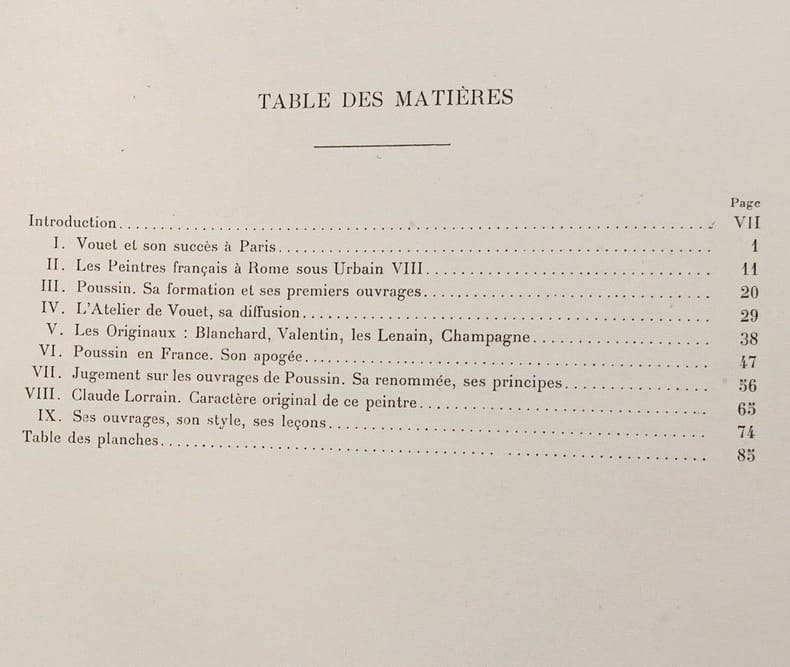 TABLE DES MATIÈRES
Page
Introduction VII
I. Vouet et son succès à Paris 1
II. Les Peintres français à Rome sous Urbain VIII 11
III. Poussin. Sa formation et ses premiers ouvrages 20
IV. L'Atelier de Vouet, sa diffusion 29
V. Les Originaux : Blanchard, Valentin, les Lenain, Champagne 38
VI. Poussin en France. Son apogée 47
VII. Jugement sur les ouvrages de Poussin. Sa renommée, ses principes 56
VIII. Claude Lorrain. Caractère original de ce peintre 65
IX. Ses ouvrages, son style, ses leçons 74
Table des planches 85